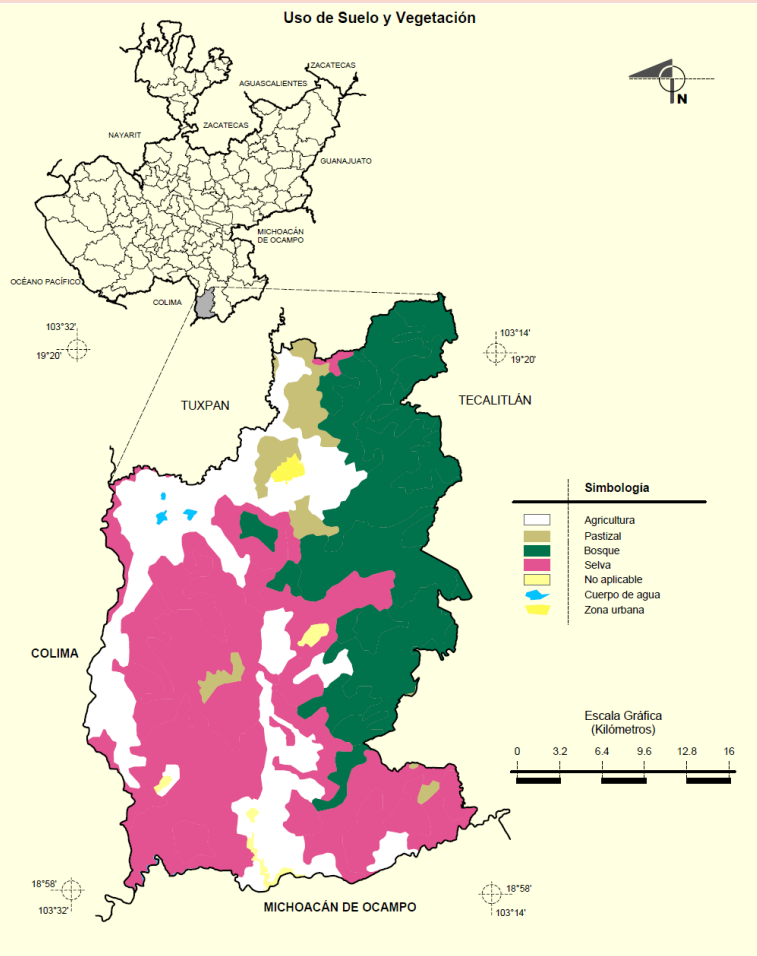 Uso de Suelo y Vegetación
ZACATECAS
AGUASCALIENTES
ZACATECAS
NAYARIT
GUANAJUATO
MICHOACÁN
DE OCAMPO
OCÉANO PACÍFICO
COLIMA
N
103°32'
19°20'
103°14'
19°20'
TUXPAN
TECALITLÁN
Simbología
Agricultura
Pastizal
Bosque
Selva
No aplicable
Cuerpo de agua
Zona urbana
COLIMA
Escala Gráfica
(Kilómetros)
0 3.2 6.4 9.6 12.8 16
18°58'
103°32'
MICHOACÁN DE OCAMPO
18°58'
103°14'